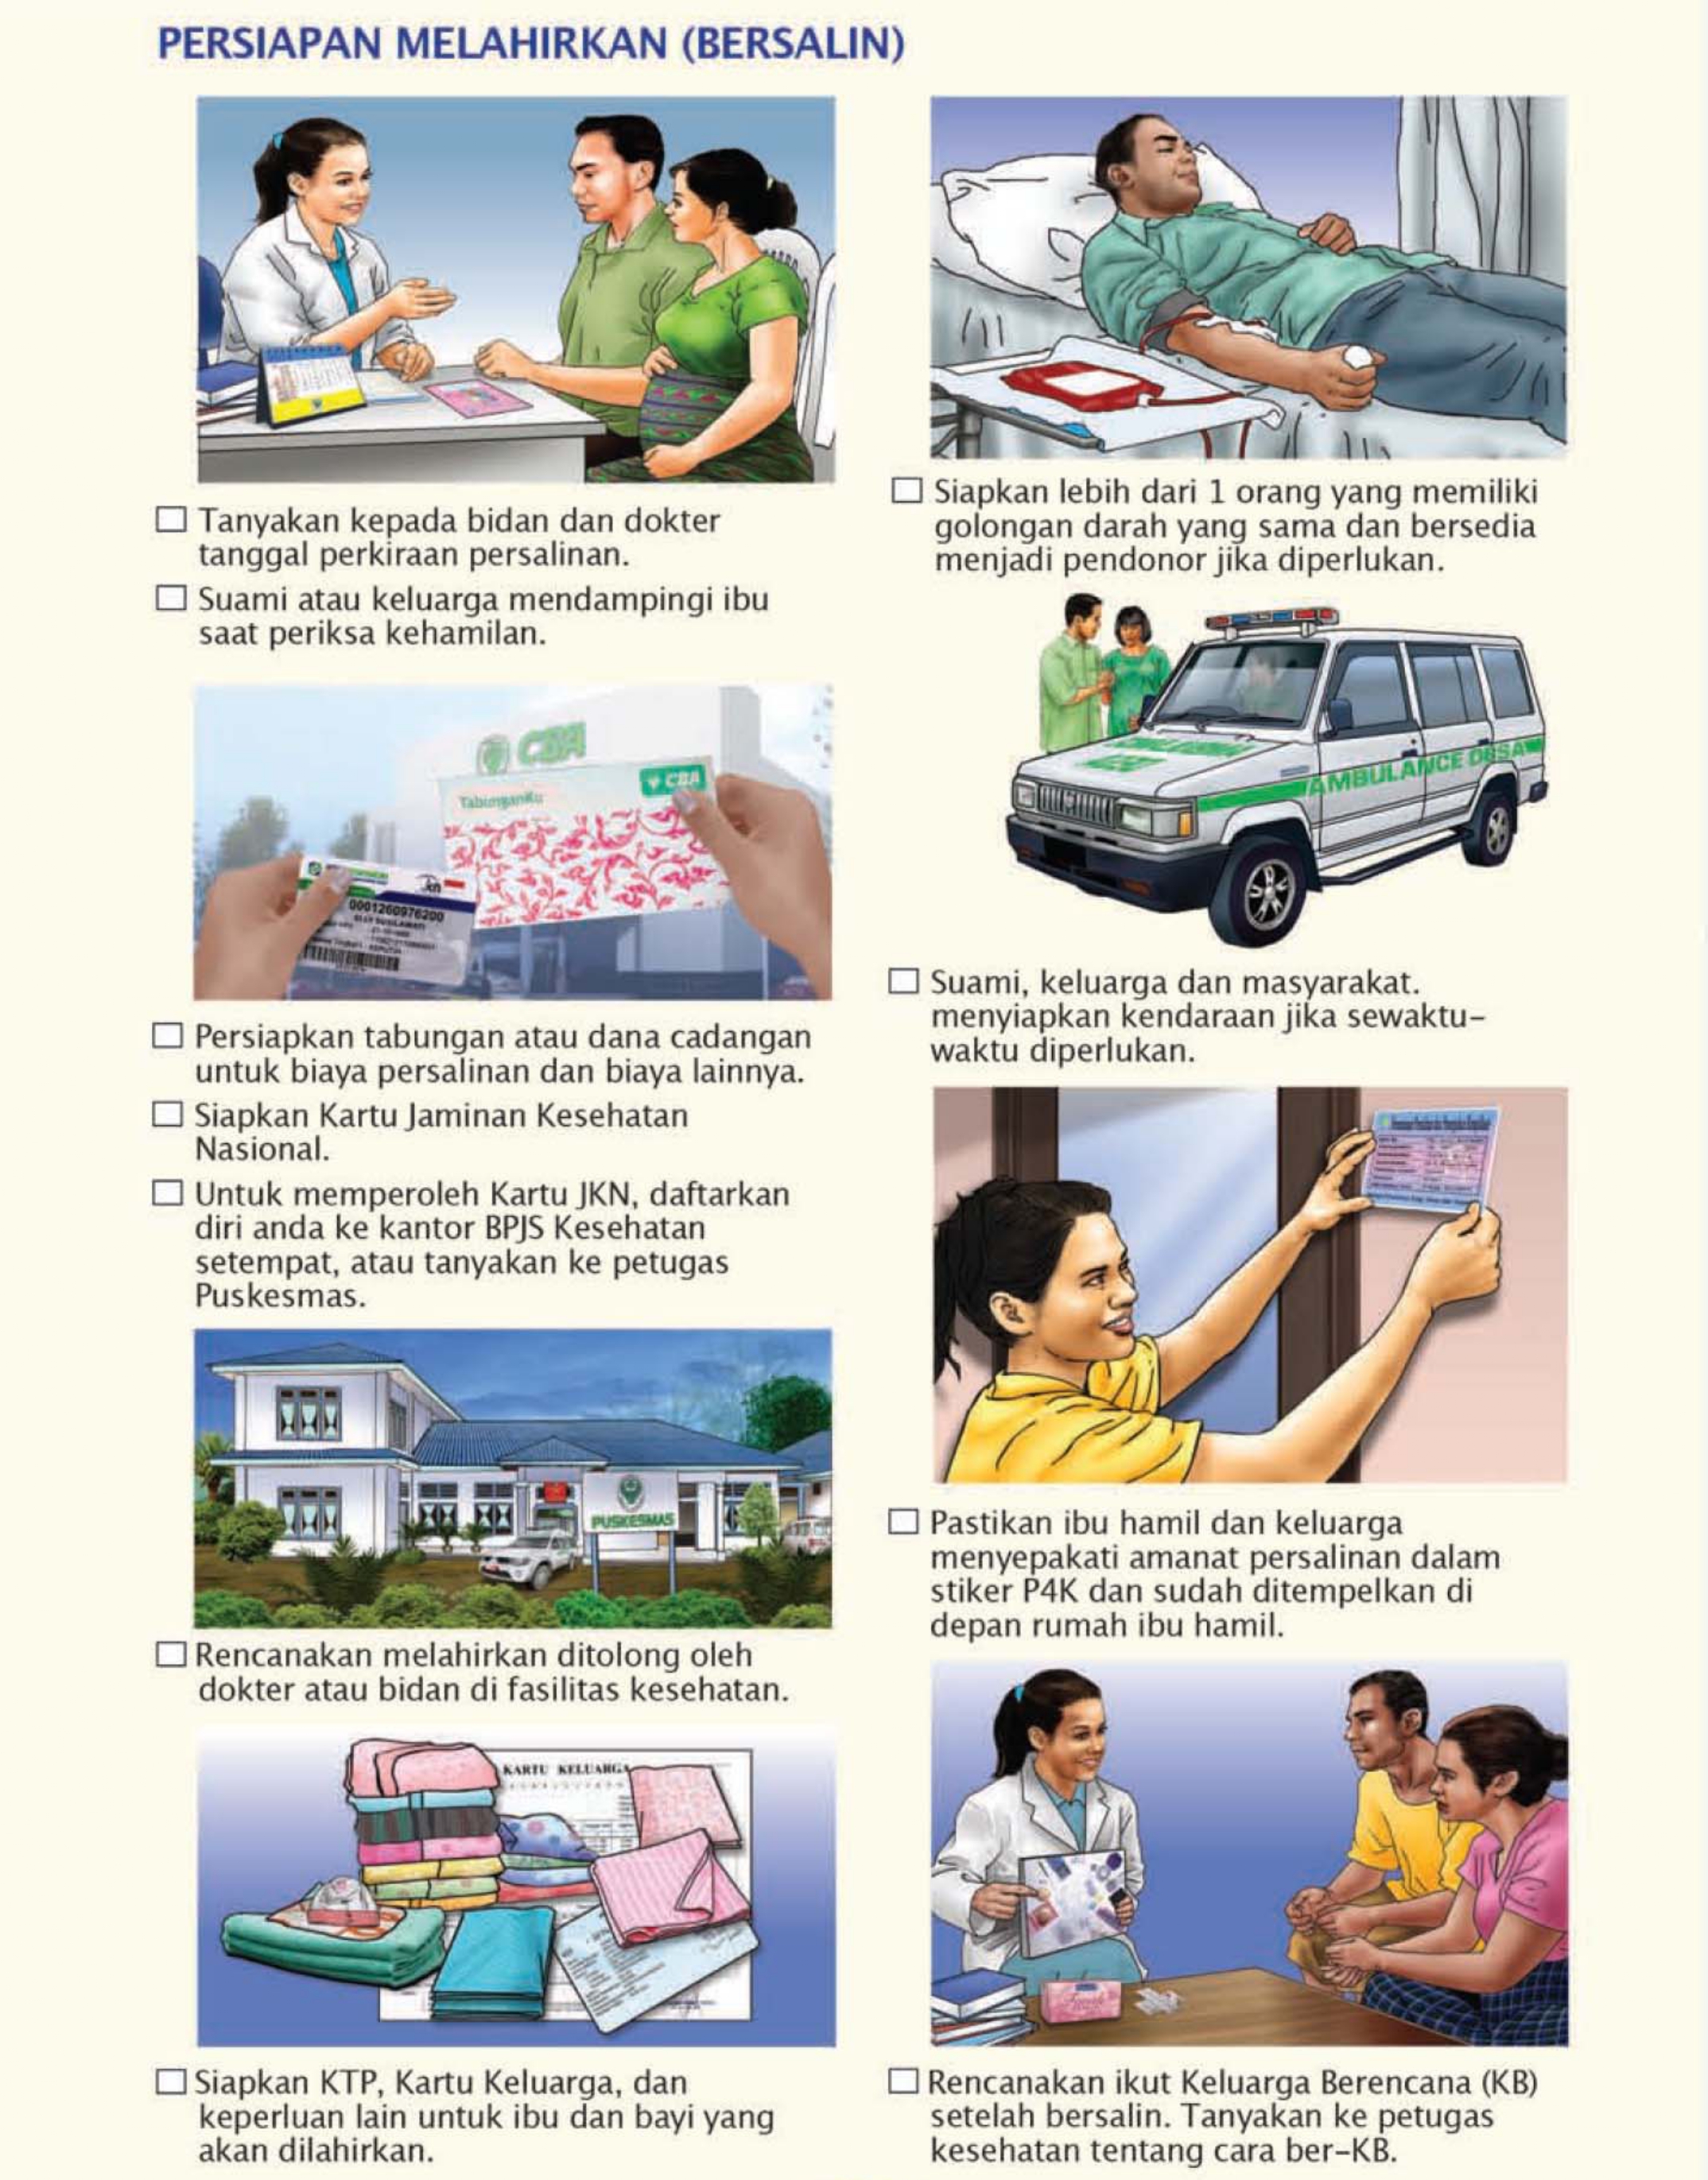 PERSIAPAN MELAHIRKAN (BERSALIN)
Tanyakan kepada bidan dan dokter
tanggal perkiraan persalinan.
Suami atau keluarga mendampingi ibu
saat periksa kehamilan.
CBA
TabunganKu
CBA
0001260976200
Persiapkan tabungan atau dana cadangan
untuk biaya persalinan dan biaya lainnya.
Siapkan Kartu Jaminan Kesehatan
Nasional.
Untuk memperoleh Kartu JKN, daftarkan
diri anda ke kantor BPJS Kesehatan
setempat, atau tanyakan ke petugas
Puskesmas.
PUSKESMAS
Rencanakan melahirkan ditolong oleh
dokter atau bidan di fasilitas kesehatan.
KARTU KELUARGA
Siapkan KTP, Kartu Keluarga, dan
keperluan lain untuk ibu dan bayi yang
akan dilahirkan.
Siapkan lebih dari 1 orang yang memiliki
golongan darah yang sama dan bersedia
menjadi pendonor jika diperlukan.
AMBULANCE DESA
Suami, keluarga dan masyarakat.
menyiapkan kendaraan jika sewaktu-
waktu diperlukan.
Pastikan ibu hamil dan keluarga
menyepakati amanat persalinan dalam
stiker P4K dan sudah ditempelkan di
depan rumah ibu hamil.
Rencanakan ikut Keluarga Berencana (KB)
setelah bersalin. Tanyakan ke petugas
kesehatan tentang cara ber-KB.